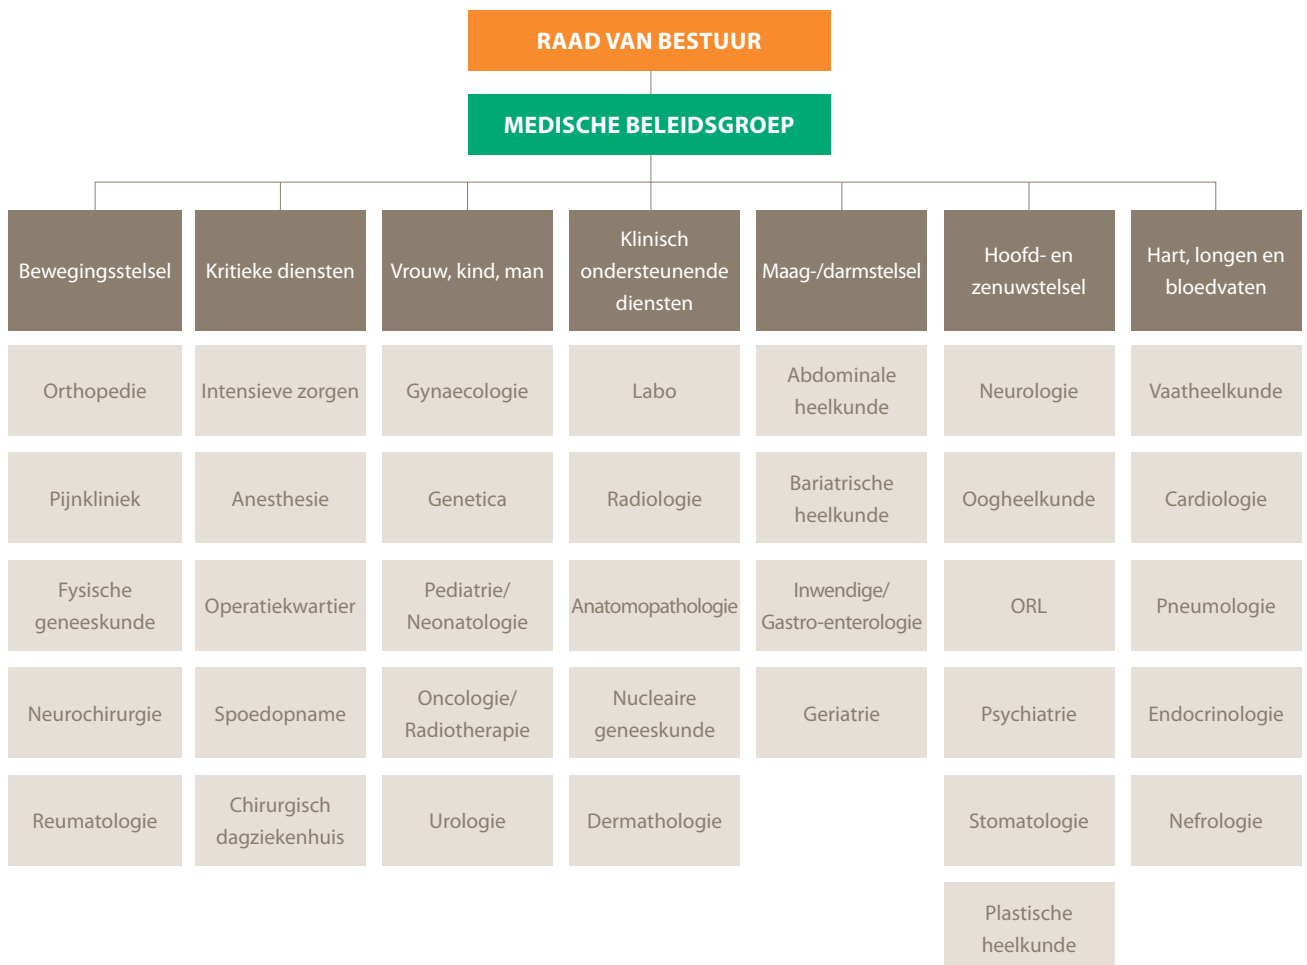 RAAD VAN BESTUUR
MEDISCHE BELEIDSGROEP
Bewegingsstelsel
Kritieke diensten
Vrouw, kind, man
Klinisch
ondersteunende
diensten
Maag-/darmstelsel
Hoofd- en
zenuwstelsel
Hart, longen en
bloedvaten
Orthopedie
Intensieve zorgen
Gynaecologie
Labo
Abdominale
heelkunde
Neurologie
Vaatheelkunde
Pijnkliniek
Anesthesie
Genetica
Radiologie
Bariatrische
heelkunde
Oogheelkunde
Cardiologie
Fysische
geneeskunde
Operatiekwartier
Pediatrie/
Neonatologie
Anatomopathologie
Inwendige/
Gastro-enterologie
ORL
Pneumologie
Neurochirurgie
Spoedopname
Oncologie/
Radiotherapie
Nucleaire
geneeskunde
Geriatrie
Psychiatrie
Endocrinologie
Reumatologie
Chirurgisch
dagziekenhuis
Urologie
Dermathologie
Stomatologie
Nefrologie
Plastische
heelkunde